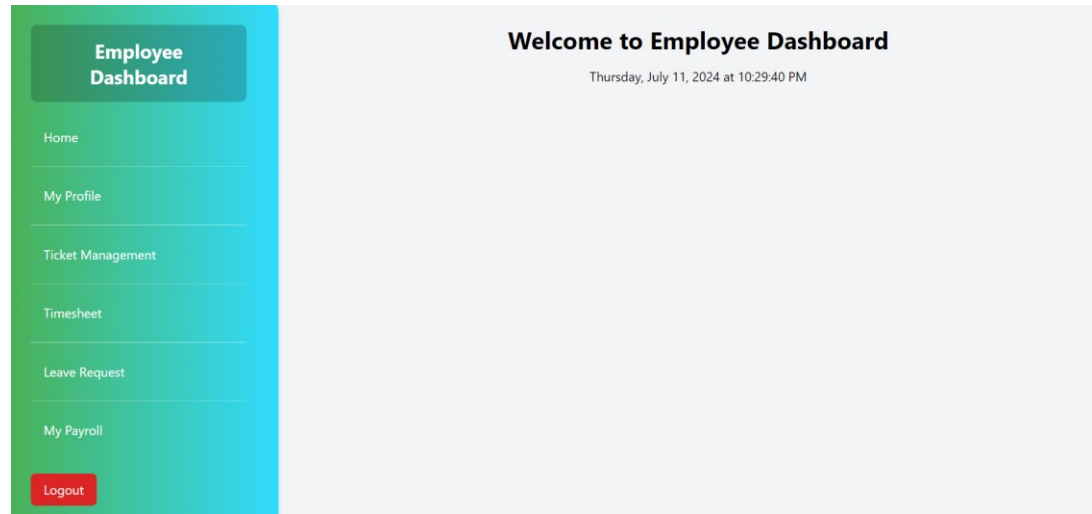 Employee
Dashboard
Home
My Profile
Ticket Management
Timesheet
Leave Request
My Payroll
Logout
Welcome to Employee Dashboard
Thursday, July 11, 2024 at 10:29:40 PM